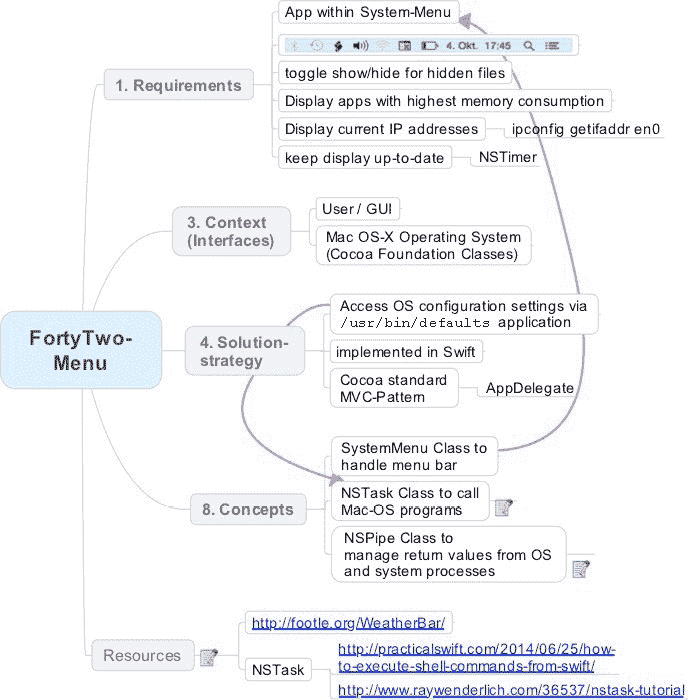 App within System-Menu
4. Okt. 17:45
1. Requirements
toggle show/hide for hidden files
Display apps with highest memory consumption
Display current IP addresses
ipconfig getifaddr en0
keep display up-to-date
NSTimer
3. Context
(Interfaces)
User / GUI
Mac OS-X Operating System
(Cocoa Foundation Classes)
FortyTwo-
Menu
4. Solution-
strategy
Access OS configuration settings via
/usr/bin/defaults application
implemented in Swift
Cocoa standard
MVC-Pattern
AppDelegate
8. Concepts
SystemMenu Class to
handle menu bar
NSTask Class to call
Mac-OS programs
NSPipe Class to
manage return values from OS
and system processes
Resources
http://footle.org/WeatherBar/
NSTask
http://practicalswift.com/2014/06/25/how-
to-execute-shell-commands-from-swift/
http://www.raywenderlich.com/36537/nstask-tutorial